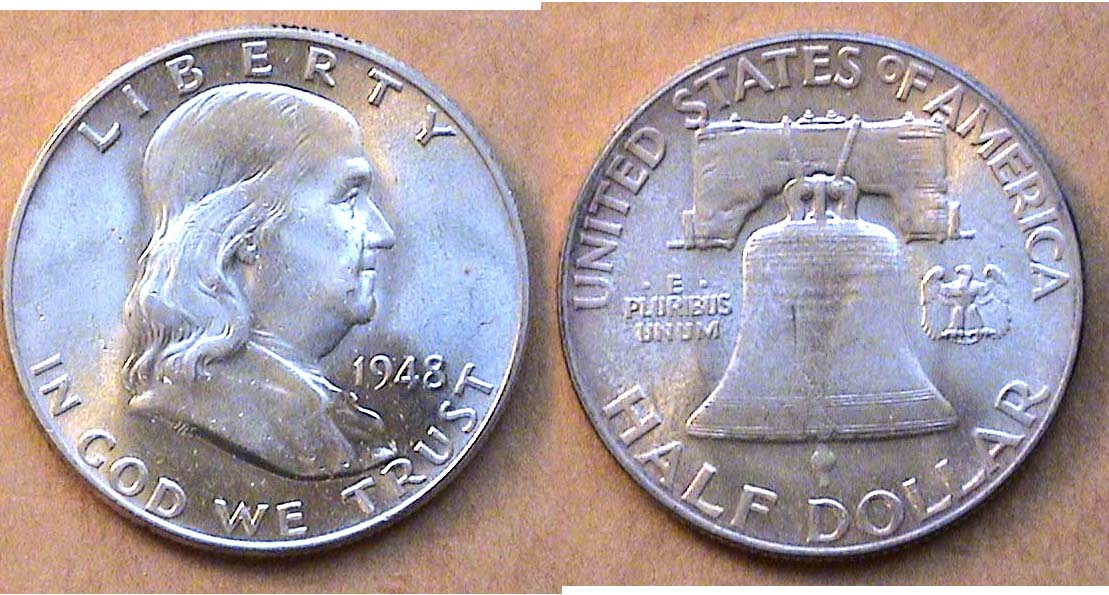 LIBERTY
1948
IN GOD WE TRUST
UNITED STATES OF AMERICA
· E ·
PLURIBUS
UNUM
HALF DOLLAR